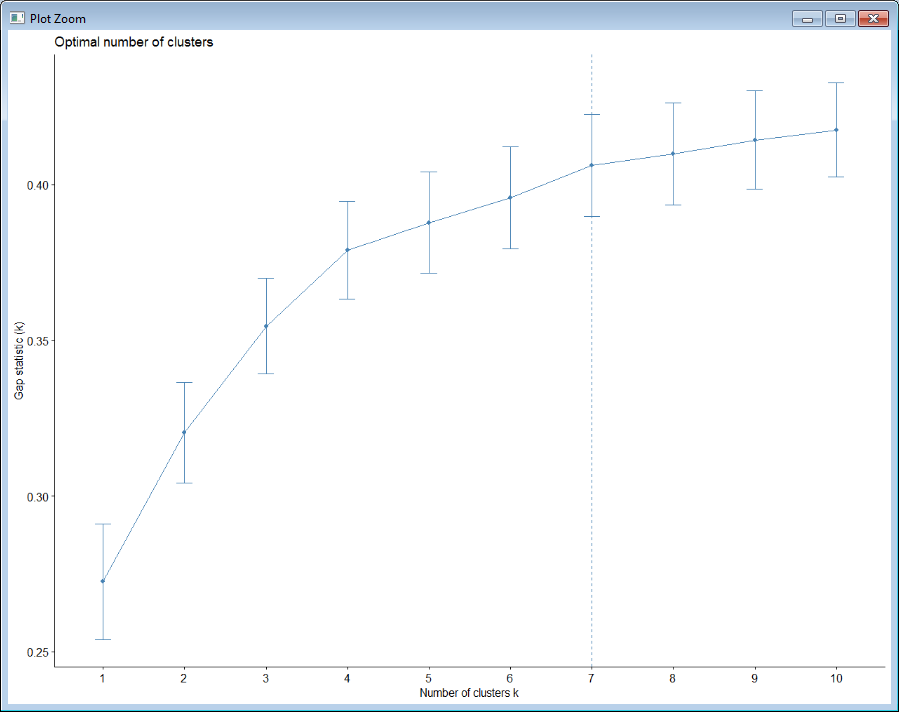 Plot Zoom
Optimal number of clusters
Gap statistic (k)
0.40
0.35
0.30
0.25
1 2 3 4 5 6 7 8 9 10
Number of clusters k